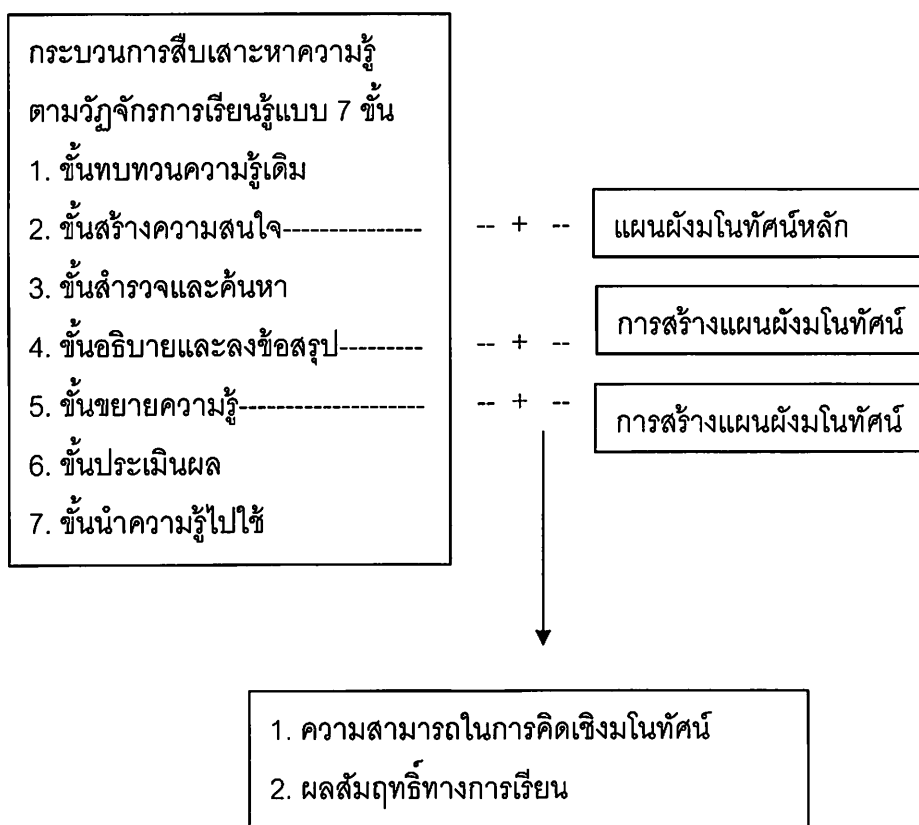 กระบวนการสืบเสาะหาความรู้
ตามวัฏจักรการเรียนรู้แบบ 7 ขั้น
1. ขั้นทบทวนความรู้เดิม
2. ขั้นสร้างความสนใจ--------------- -- + -- แผนผังมโนทัศน์หลัก
3. ขั้นสำรวจและค้นหา
4. ขั้นอธิบายและลงข้อสรุป--------- -- + -- การสร้างแผนผังมโนทัศน์
5. ขั้นขยายความรู้-------------------- -- + -- การสร้างแผนผังมโนทัศน์
6. ขั้นประเมินผล
7. ขั้นนำความรู้ไปใช้
1. ความสามารถในการคิดเชิงมโนทัศน์
2. ผลสัมฤทธิ์ทางการเรียน